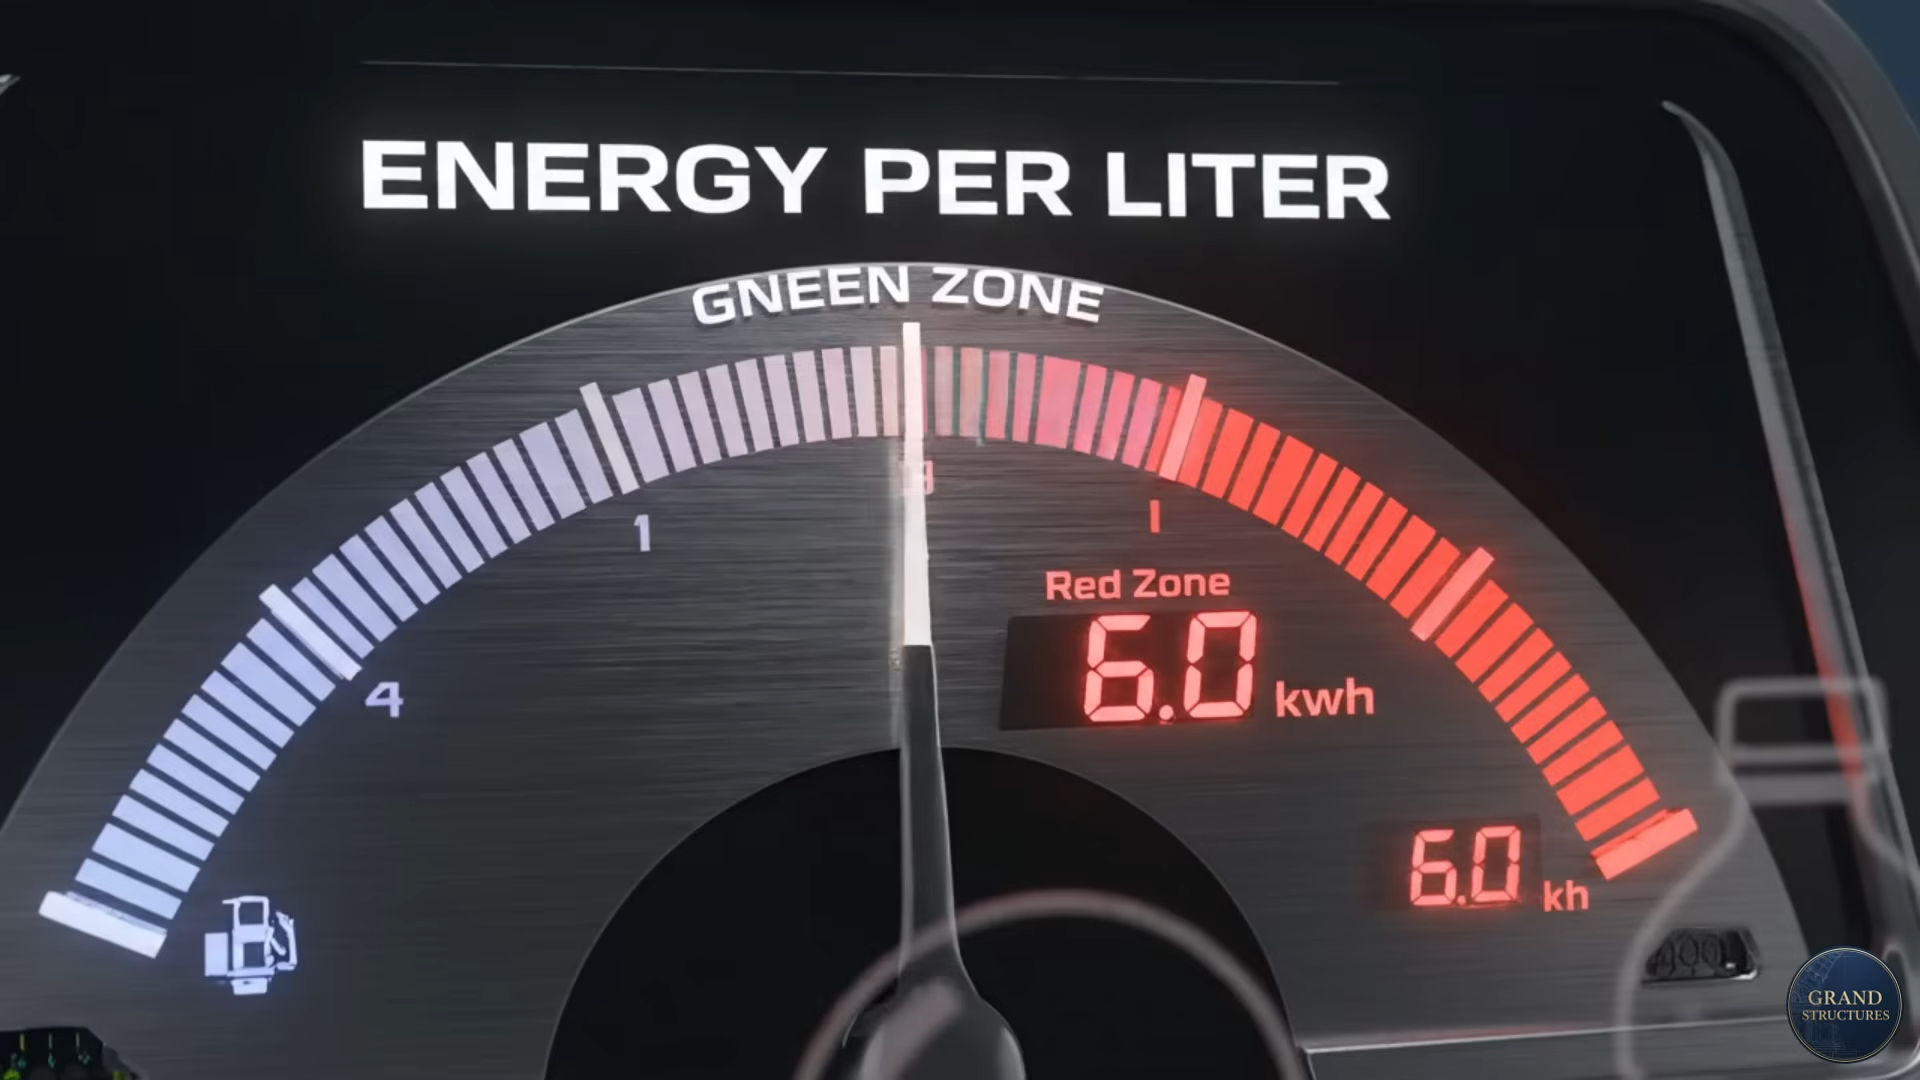 ENERGY PER LITER
GNEEN ZONE
1
1
4
Red Zone
6.0 kwh
6.0 kh
GRAND
STRUCTURES